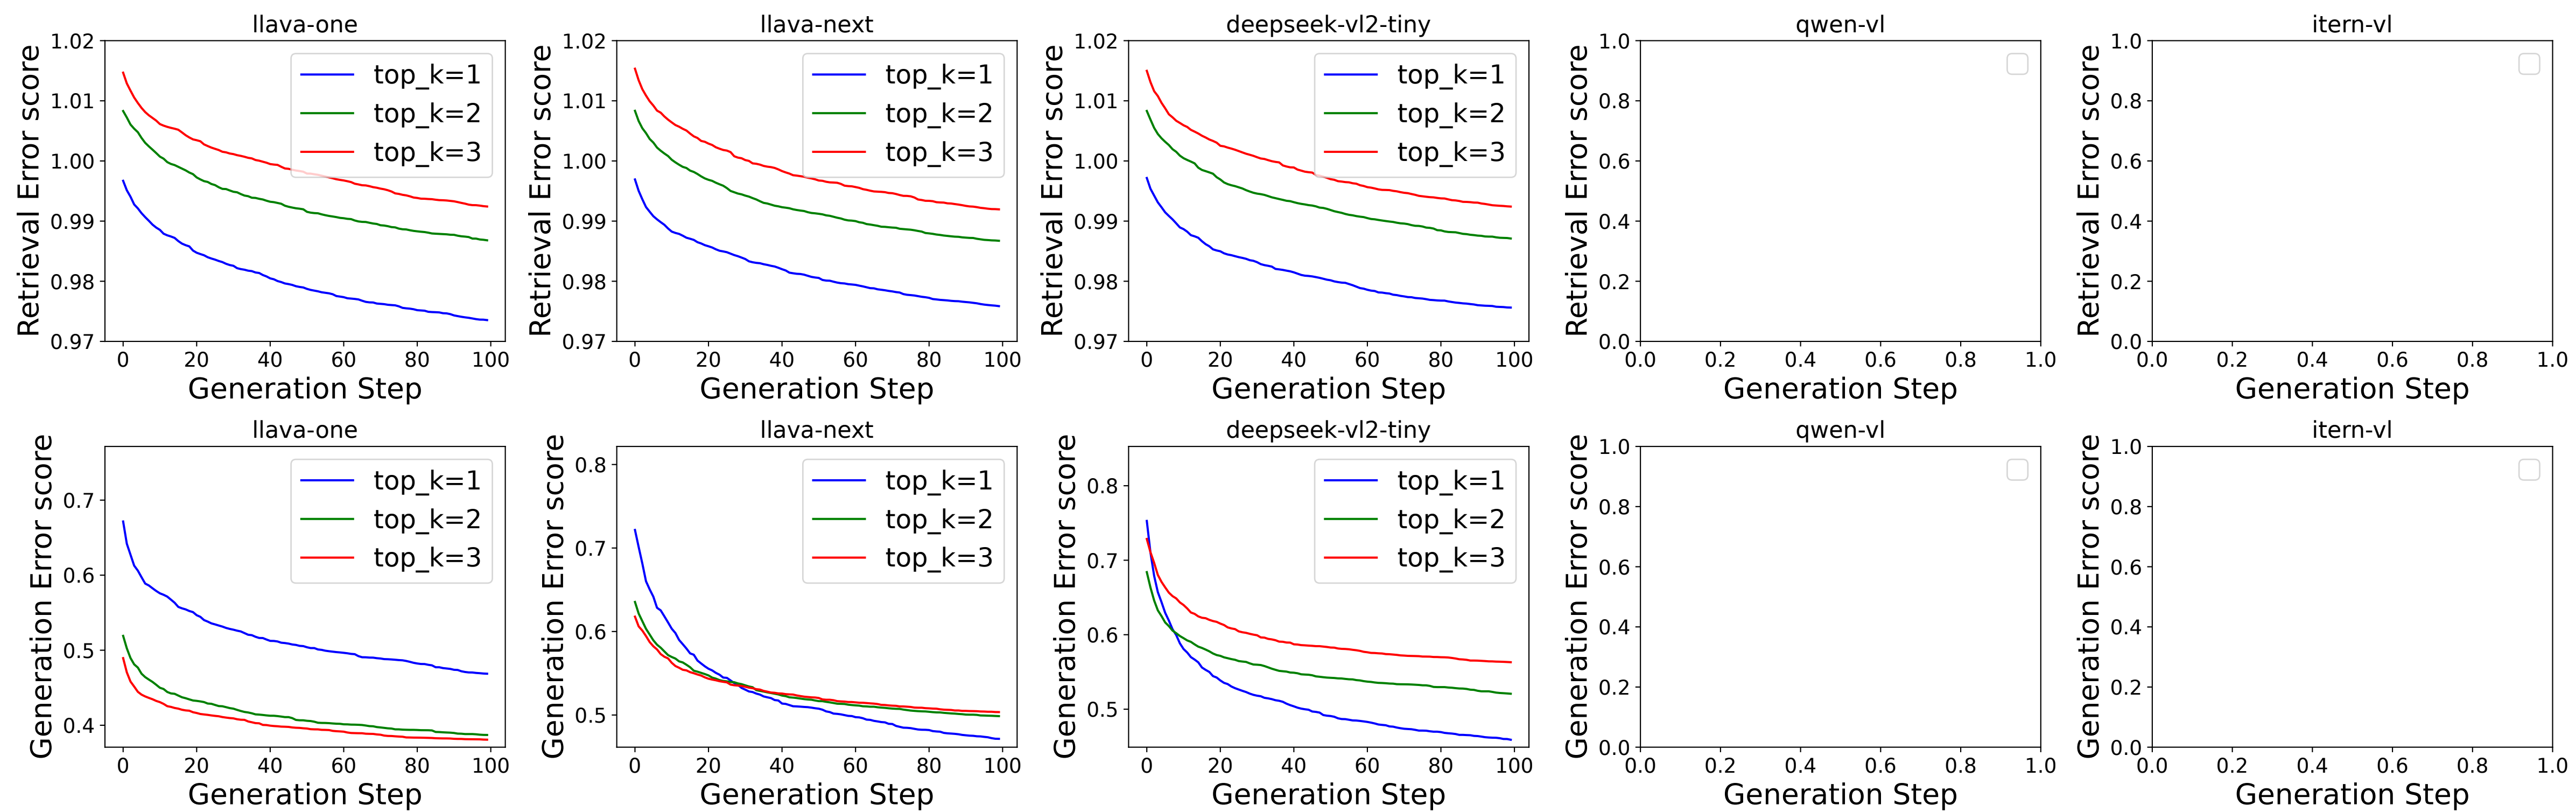 llava-one
1.02
1.01
1.00
0.99
0.98
0.97
Retrieval Error score
top_k=1
top_k=2
top_k=3
0 20 40 60 80 100
Generation Step
llava-next
1.02
1.01
1.00
0.99
0.98
0.97
Retrieval Error score
top_k=1
top_k=2
top_k=3
0 20 40 60 80 100
Generation Step
deepseek-vl2-tiny
1.02
1.01
1.00
0.99
0.98
0.97
Retrieval Error score
top_k=1
top_k=2
top_k=3
0 20 40 60 80 100
Generation Step
qwen-vl
1.0
0.8
0.6
0.4
0.2
0.0
Retrieval Error score
0.0 0.2 0.4 0.6 0.8 1.0
Generation Step
itern-vl
1.0
0.8
0.6
0.4
0.2
0.0
Retrieval Error score
0.0 0.2 0.4 0.6 0.8 1.0
Generation Step
llava-one
0.7
0.6
0.5
0.4
Generation Error score
top_k=1
top_k=2
top_k=3
0 20 40 60 80 100
Generation Step
llava-next
0.8
0.7
0.6
0.5
Generation Error score
top_k=1
top_k=2
top_k=3
0 20 40 60 80 100
Generation Step
deepseek-vl2-tiny
0.8
0.7
0.6
0.5
Generation Error score
top_k=1
top_k=2
top_k=3
0 20 40 60 80 100
Generation Step
qwen-vl
1.0
0.8
0.6
0.4
0.2
0.0
Generation Error score
0.0 0.2 0.4 0.6 0.8 1.0
Generation Step
itern-vl
1.0
0.8
0.6
0.4
0.2
0.0
Generation Error score
0.0 0.2 0.4 0.6 0.8 1.0
Generation Step